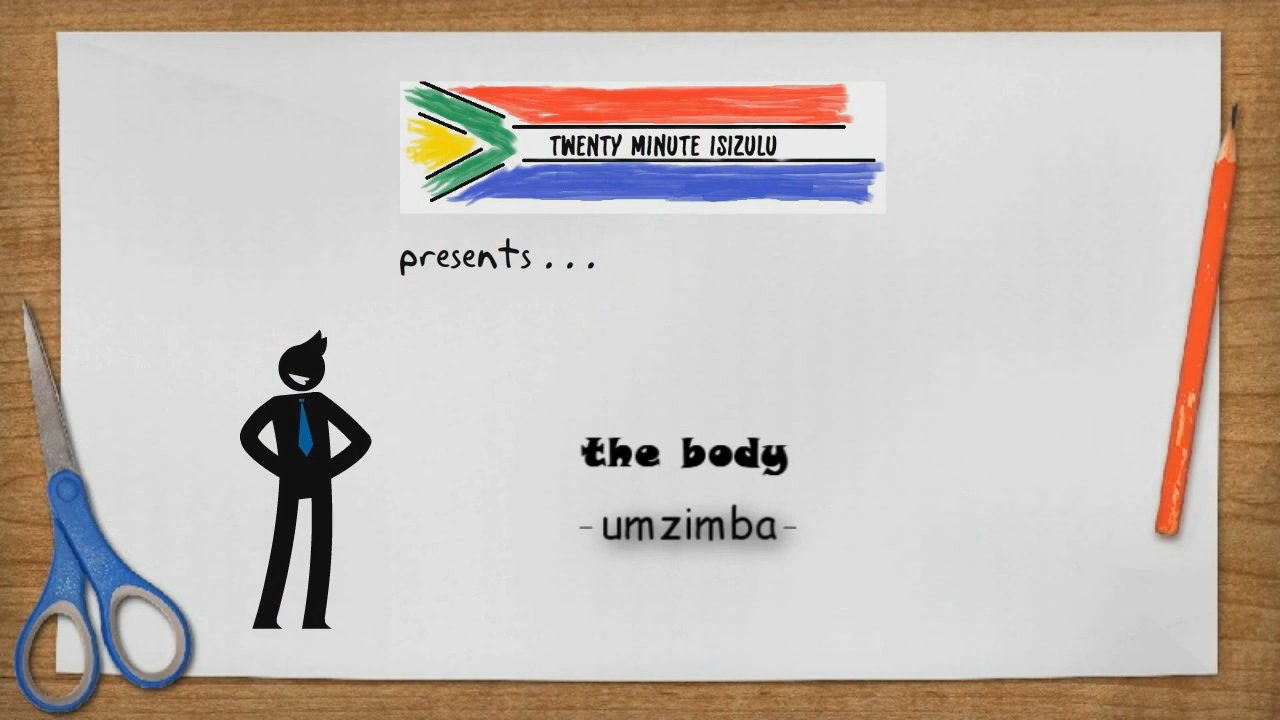 TWENTY MINUTE ISIZULU
presents . . .
the body
- umzimba -